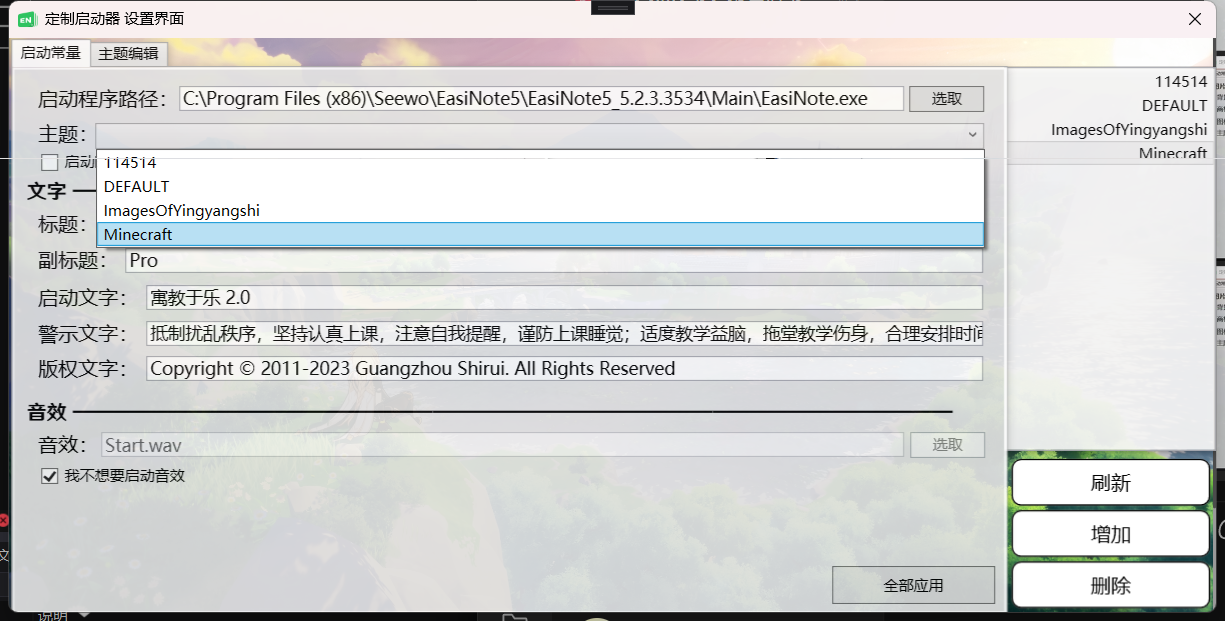 EN 定制启动器 设置界面
启动常量 主题编辑
启动程序路径： C:\Program Files (x86)\Seewo\EasiNote5\EasiNote5_5.2.3.3534\Main\EasiNote.exe 选取
主题：
启动
114514
DEFAULT
ImagesOfYingyangshi
Minecraft
文字
标题：
副标题： Pro
启动文字： 寓教于乐 2.0
警示文字： 抵制扰乱秩序，坚持认真上课，注意自我提醒，谨防上课睡觉；适度教学益脑，拖堂教学伤身，合理安排时间
版权文字： Copyright © 2011-2023 Guangzhou Shirui. All Rights Reserved
音效
音效： Start.wav 选取
我不想要启动音效
全部应用
114514
DEFAULT
ImagesOfYingyangshi
Minecraft
刷新
增加
删除
说明